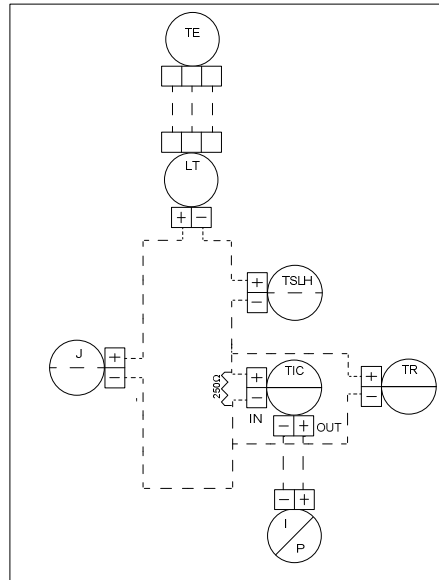 TE
LT
+ −
TSLH
+
−
J
+
−
250Ω
+
−
TIC
IN
− +
OUT
+
−
TR
− +
I
P